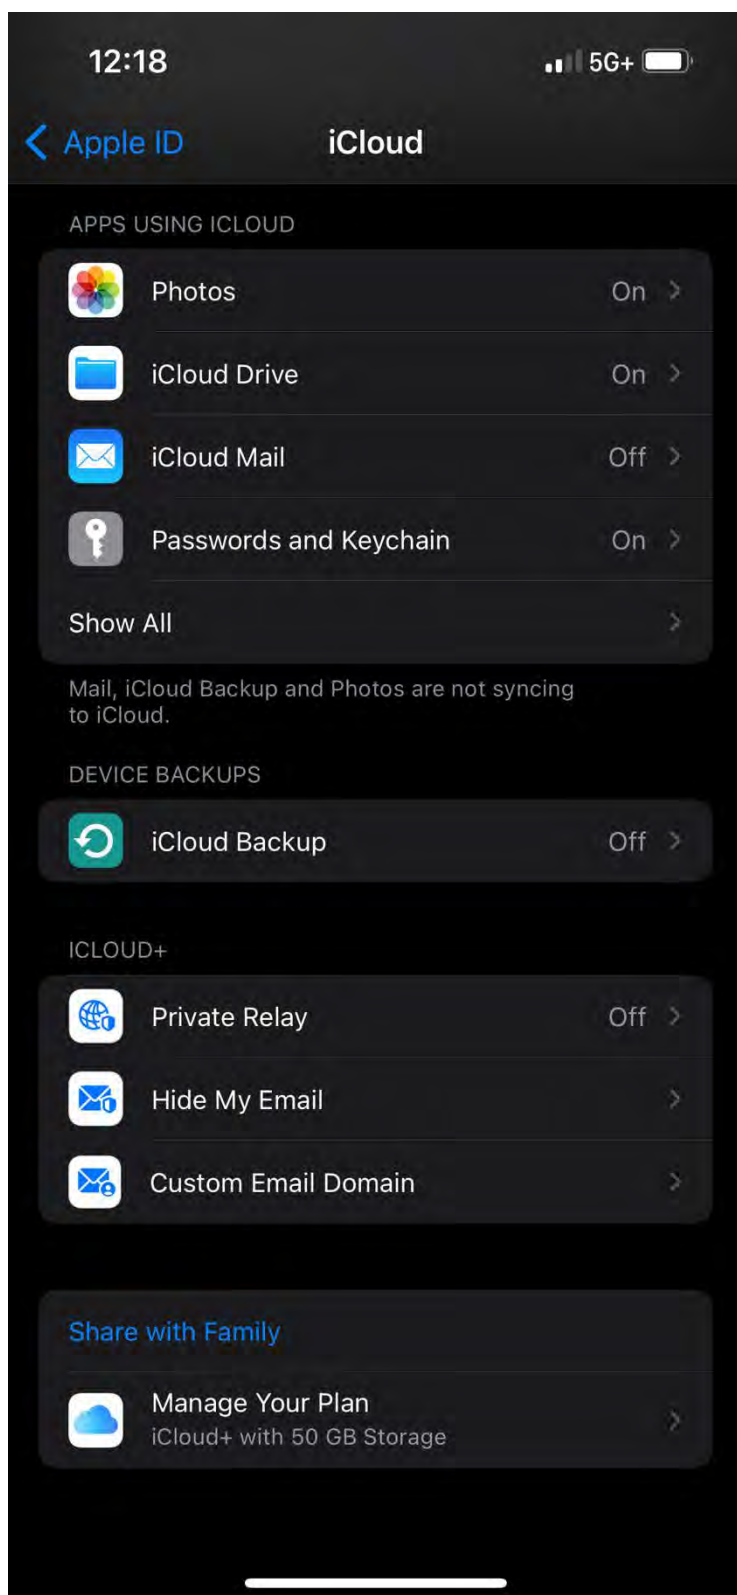 12:18
5G+
Apple ID
iCloud
APPS USING ICLOUD
Photos
On
iCloud Drive
On
iCloud Mail
Off
Passwords and Keychain
On
Show All
Mail, iCloud Backup and Photos are not syncing
to iCloud.
DEVICE BACKUPS
iCloud Backup
Off
ICLOUD+
Private Relay
Off
Hide My Email
Custom Email Domain
Share with Family
Manage Your Plan
iCloud+ with 50 GB Storage